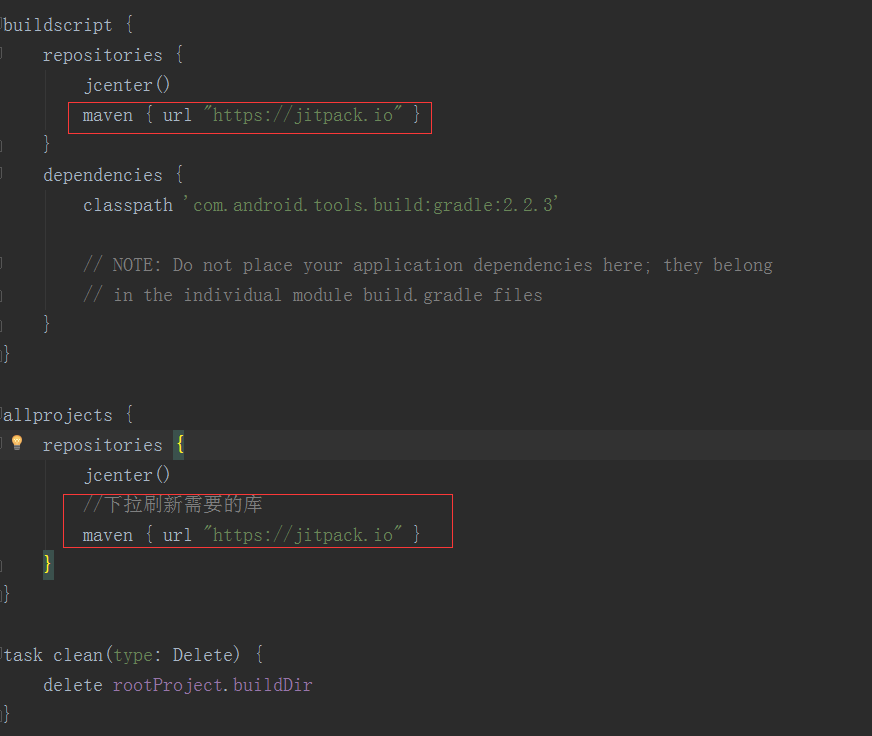 buildscript {
    repositories {
        jcenter()
        maven { url "https://jitpack.io" }
    }
    dependencies {
        classpath 'com.android.tools.build:gradle:2.2.3'

        // NOTE: Do not place your application dependencies here; they belong
        // in the individual module build.gradle files
    }
}

allprojects {
    repositories {
        jcenter()
        //下拉刷新需要的库
        maven { url "https://jitpack.io" }
    }
}

task clean(type: Delete) {
    delete rootProject.buildDir
}